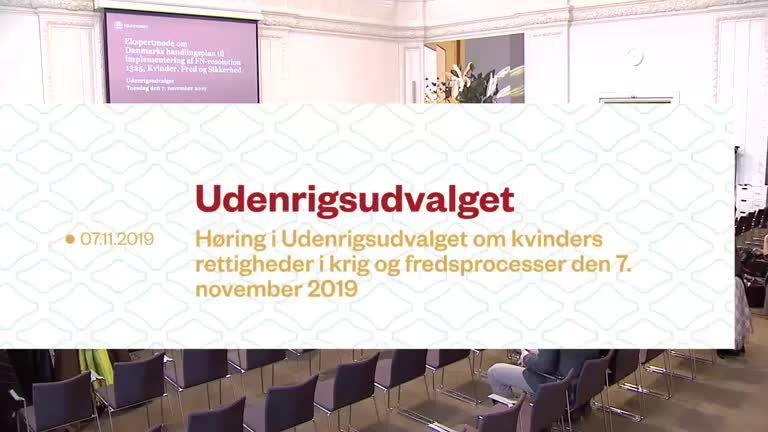 Ekspertmøde om
Danmarks handlingsplan til
implementering af FN-resolution
1325, Kvinder, Fred og Sikkerhed
Udenrigsudvalget
Torsdag den 7. november 2019
Udenrigsudvalget
07.11.2019
Høring i Udenrigsudvalget om kvinders
rettigheder i krig og fredsprocesser den 7.
november 2019